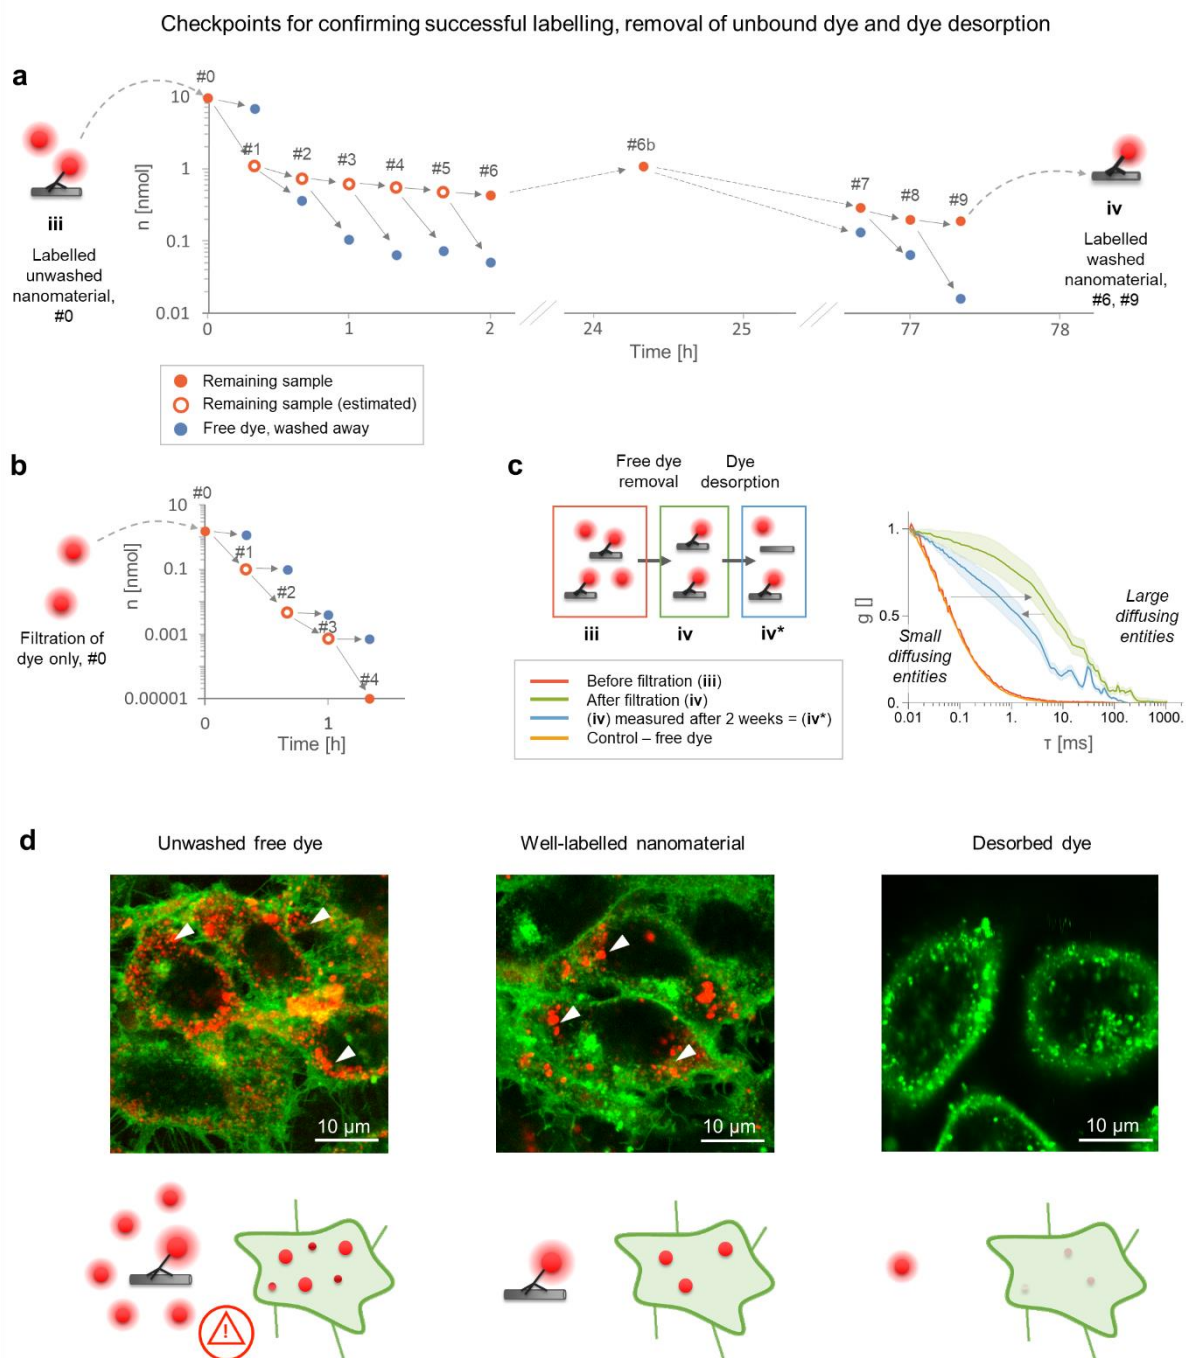 Checkpoints for confirming successful labelling, removal of unbound dye and dye desorption
a
#0
10
#1
#2
#3
#4
#5
#6
#6b
#7
#8
#9
1
0.1
0.01
n [nmol]
iii
Labelled
unwashed
nanomaterial,
#0
iv
Labelled
washed
nanomaterial,
#6, #9
0
1
2
24
25
77
78
Time [h]
Remaining sample
Remaining sample (estimated)
Free dye, washed away
b
#0
10
0.1
0.001
0.00001
n [nmol]
#1
#2
#3
#4
Filtration of
dye only, #0
0
1
Time [h]
c
Free dye
removal
Dye
desorption
iii
iv
iv*
Before filtration (iii)
After filtration (iv)
(iv) measured after 2 weeks = (iv*)
Control – free dye
1.
0.5
0.
g []
Small
diffusing
entities
Large
diffusing
entities
0.01
0.1
1.
10.
100.
1000.
τ [ms]
d
Unwashed free dye
Well-labelled nanomaterial
Desorbed dye
10 µm
10 µm
10 µm
!